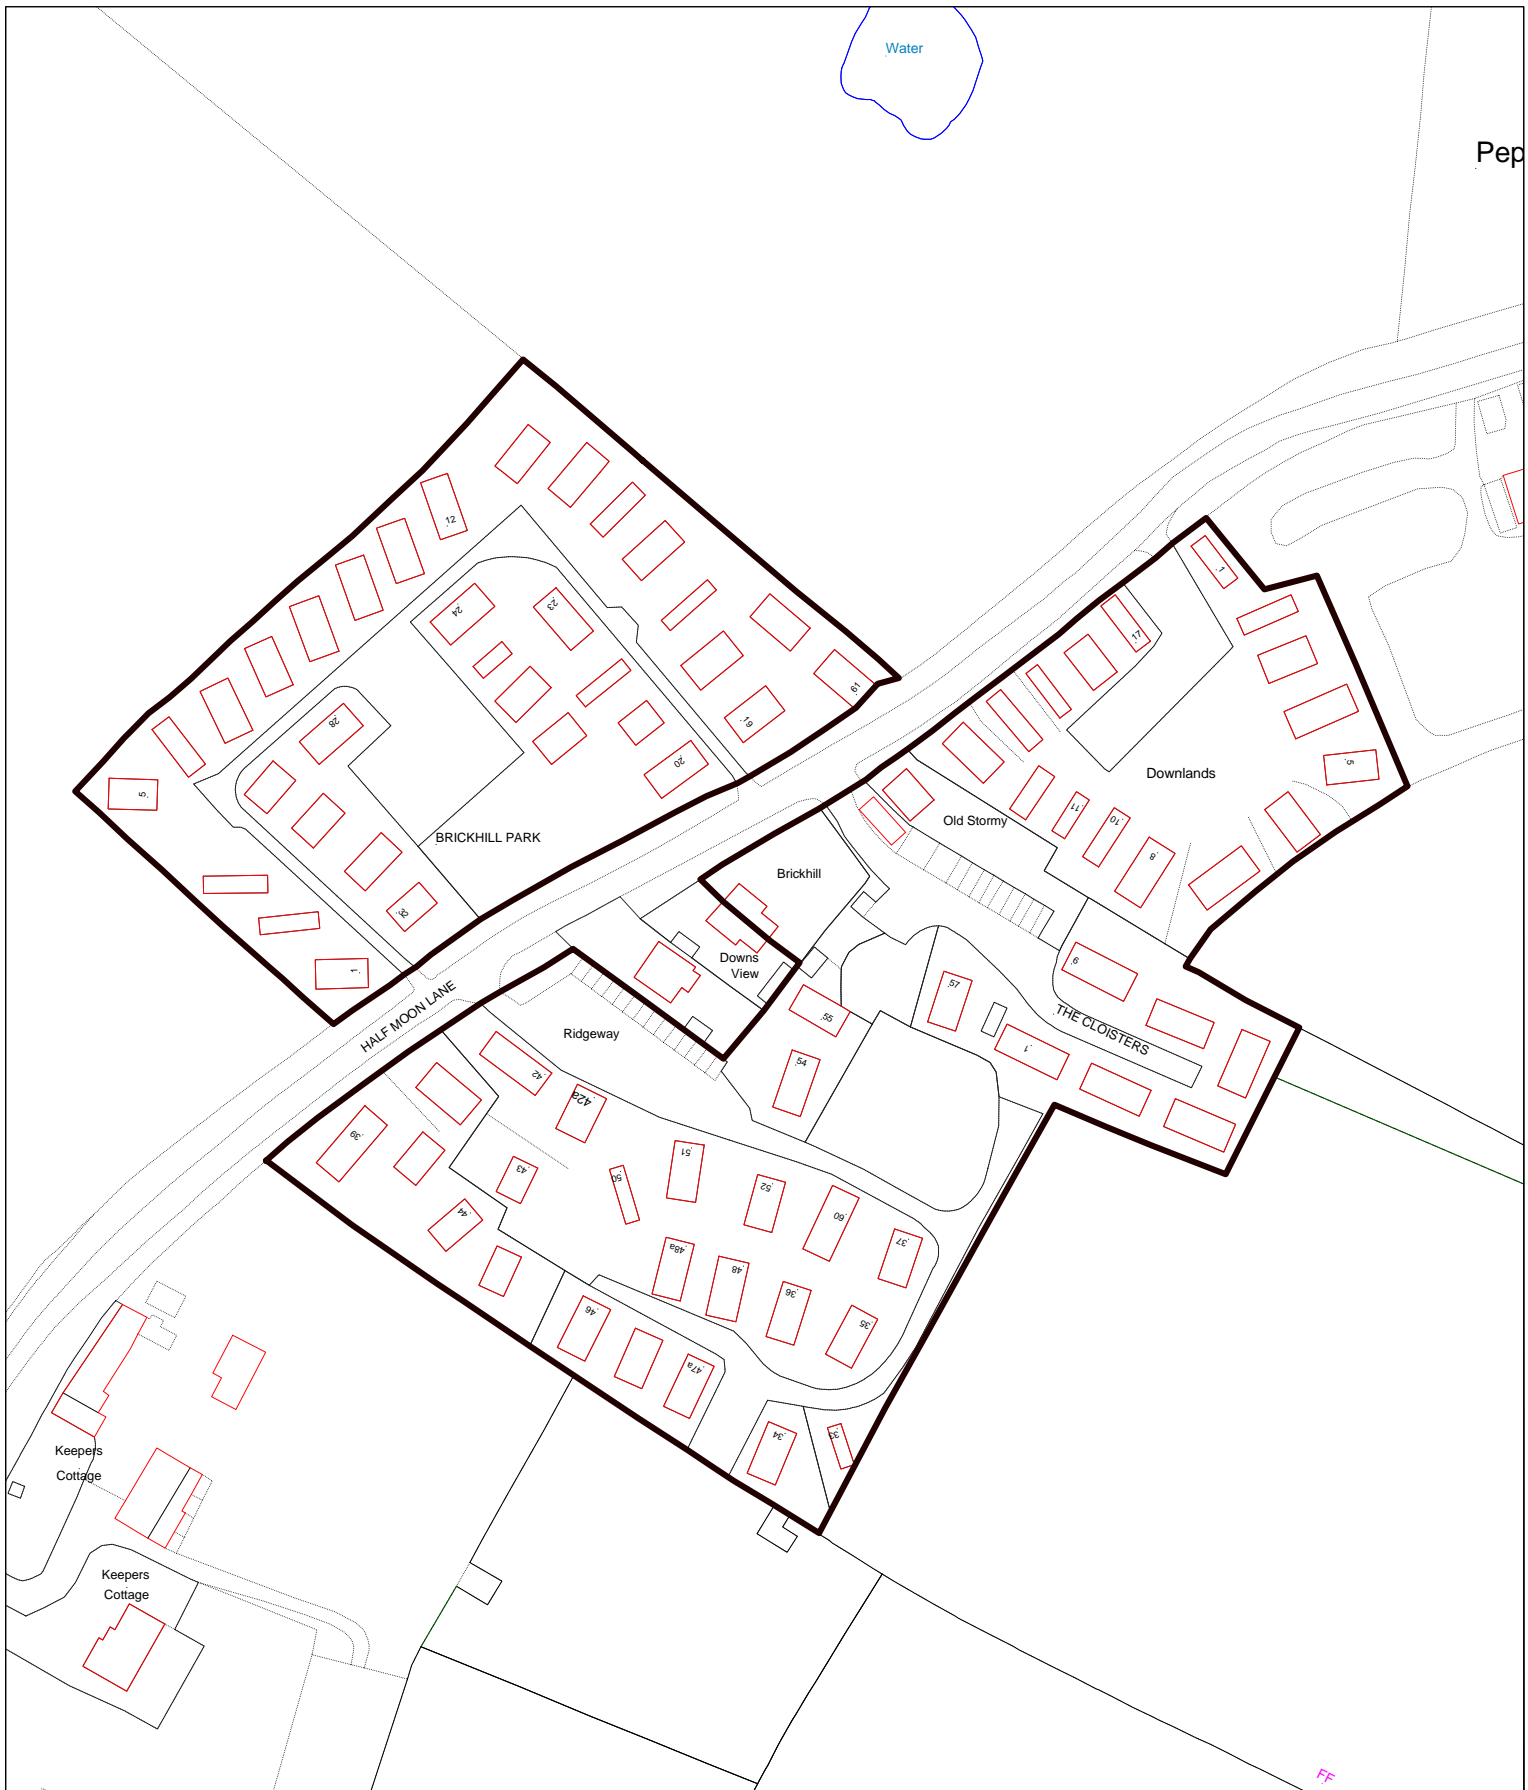 Water
Pep
.12
.1
.23
.24
.17
.28
.61
.19
.5
.20
Downlands
.5
.11
.10
Old Stormy
BRICKHILL PARK
.8
Brickhill
.32
Downs
View
.9
.1
.57
HALF MOON LANE
.55
THE CLOISTERS
Ridgeway
.1
.54
.42
.42a
.39
.51
.43
.50
.52
.60
.44
.37
.48a
.48
.36
.46
.35
.47a
.34
.33
Keepers
Cottage
Keepers
Cottage
FF